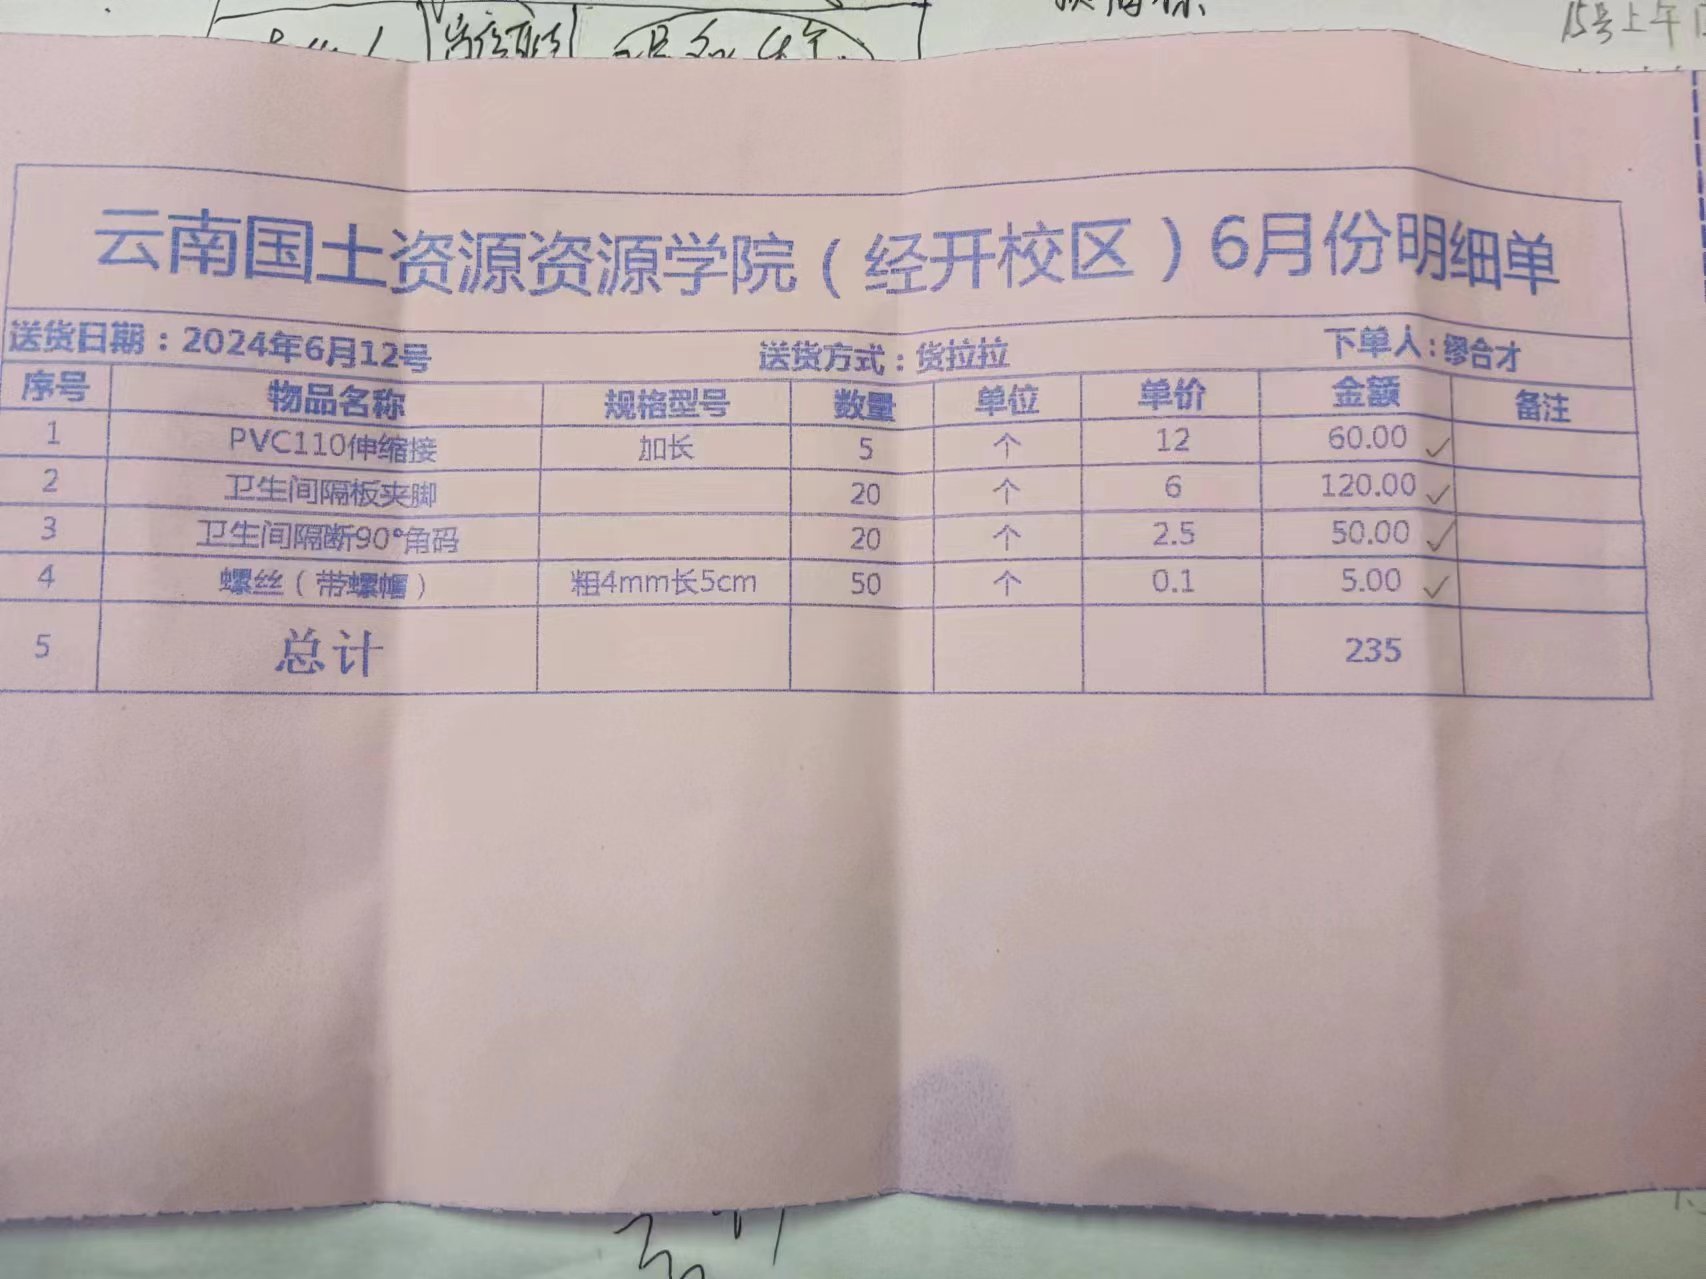 15号上午
云南国土资源资源学院（经开校区）6月份明细单
送货日期：2024年6月12号 送货方式：货拉拉 下单人：缪合才
序号 物品名称 规格型号 数量 单位 单价 金额 备注
1 PVC110伸缩接 加长 5 个 12 60.00 ✓
2 卫生间隔板夹脚 20 个 6 120.00 ✓
3 卫生间隔断90°角码 20 个 2.5 50.00 ✓
4 螺丝（带螺帽） 粗4mm长5cm 50 个 0.1 5.00 ✓
5 总计 235